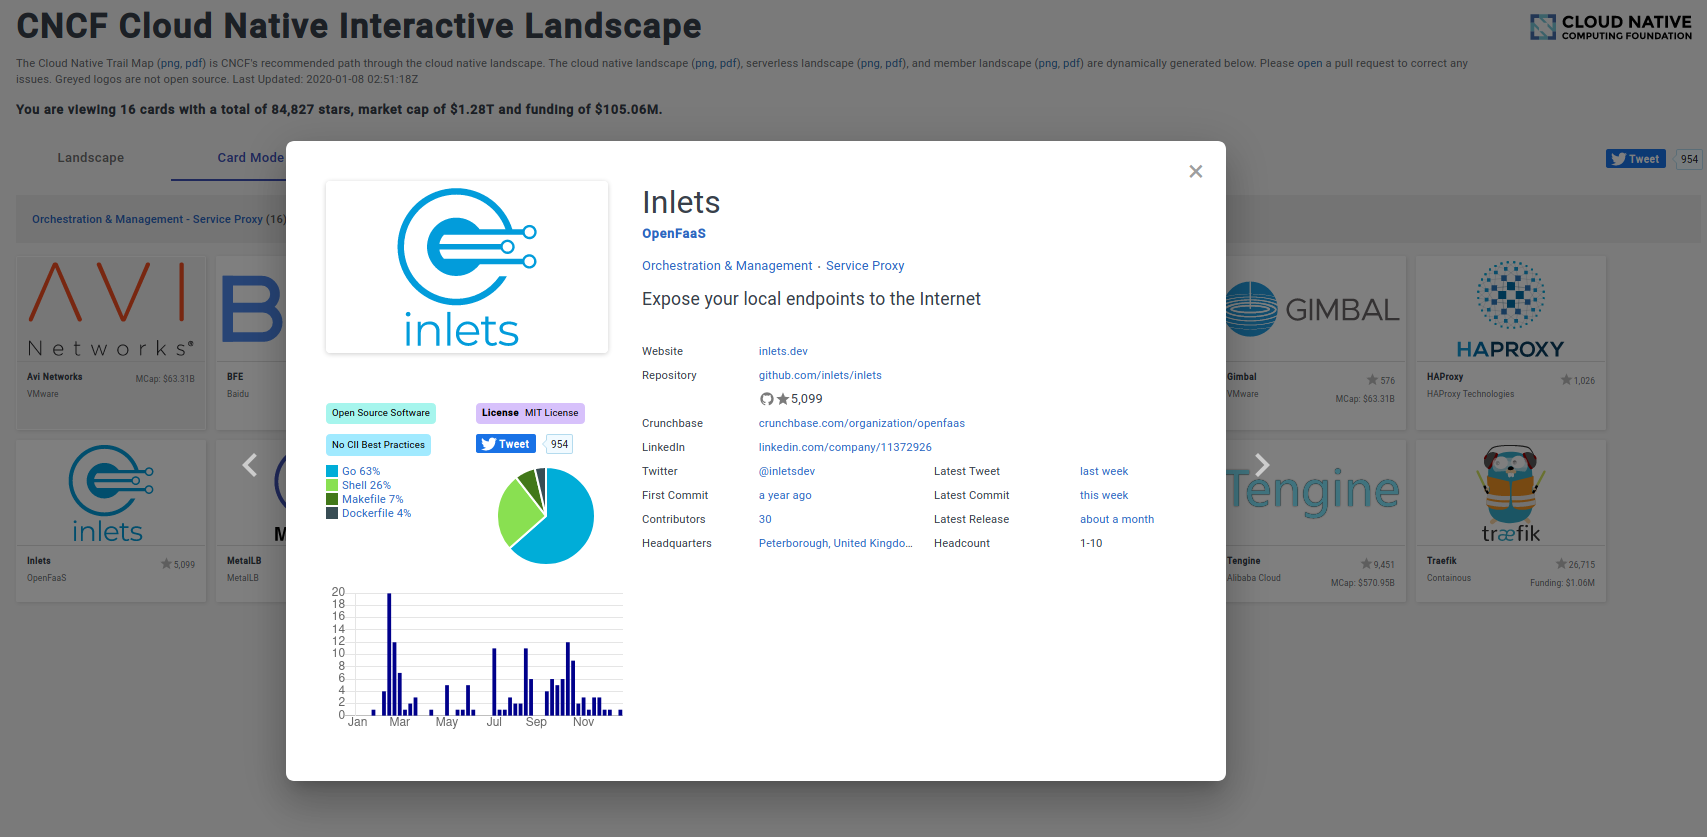 CNCF Cloud Native Interactive Landscape
CLOUD NATIVE
COMPUTING FOUNDATION
The Cloud Native Trail Map (png, pdf) is CNCF's recommended path through the cloud native landscape. The cloud native landscape (png, pdf), serverless landscape (png, pdf), and member landscape (png, pdf) are dynamically generated below. Please open a pull request to correct any
issues. Greyed logos are not open source. Last Updated: 2020-01-08 02:51:18Z
You are viewing 16 cards with a total of 84,827 stars, market cap of $1.28T and funding of $105.06M.
Landscape
Card Mode
Tweet 954
Orchestration & Management - Service Proxy (16)
AVI
Networks®
Avi Networks
MCap: $63.31B
VMware
B
BFE
Baidu
inlets
Inlets
5,099
OpenFaaS
M
MetalLB
MetalLB
inlets
Open Source Software
License MIT License
No CII Best Practices
Tweet 954
Go 63%
Shell 26%
Makefile 7%
Dockerfile 4%
20
18
16
14
12
10
8
6
4
2
0
Jan Mar May Jul Sep Nov
Inlets
OpenFaaS
Orchestration & Management · Service Proxy
Expose your local endpoints to the Internet
Website inlets.dev
Repository github.com/inlets/inlets
5,099
Crunchbase crunchbase.com/organization/openfaas
LinkedIn linkedin.com/company/11372926
Twitter @inletsdev Latest Tweet last week
First Commit a year ago Latest Commit this week
Contributors 30 Latest Release about a month
Headquarters Peterborough, United Kingdo... Headcount 1-10
GIMBAL
Gimbal
576
VMware
MCap: $63.31B
HAPROXY
HAProxy
1,026
HAProxy Technologies
Tengine
Tengine
9,451
Alibaba Cloud
MCap: $570.95B
træfik
Traefik
26,715
Containous
Funding: $1.06M